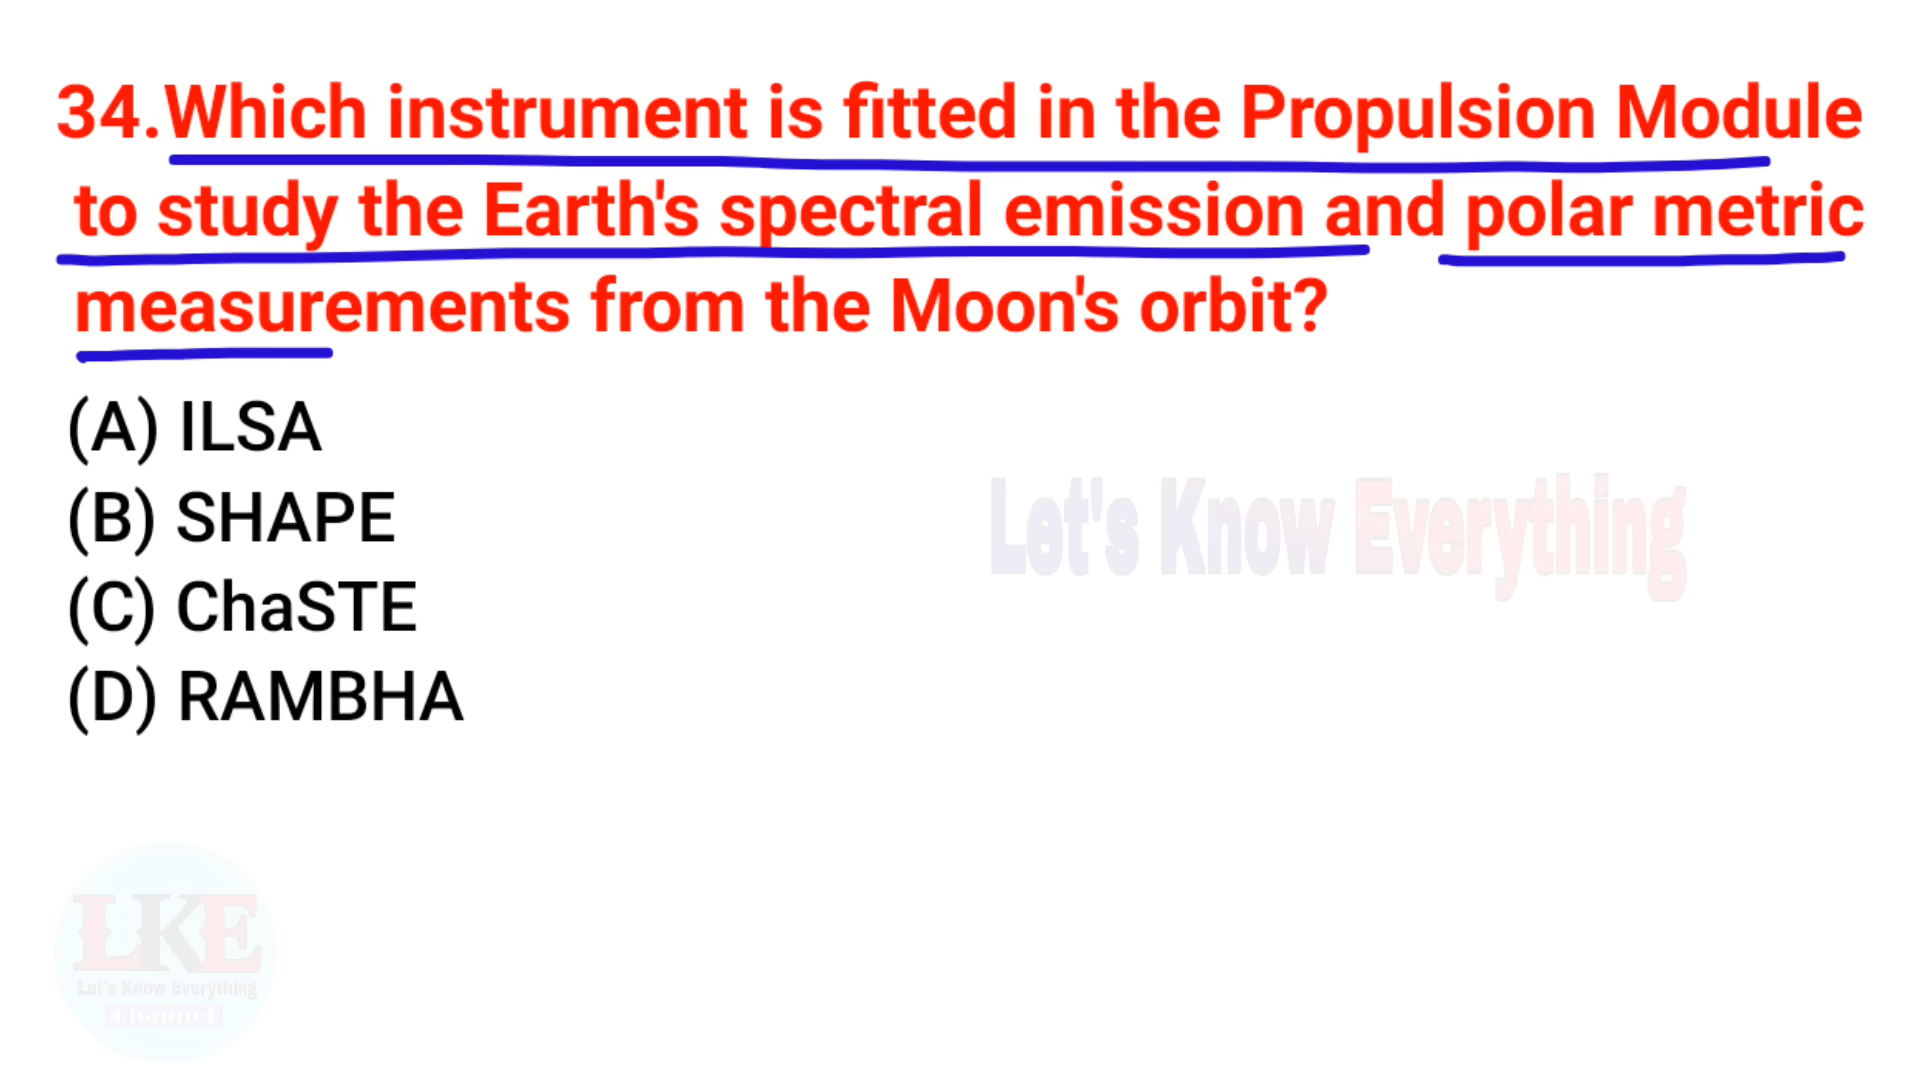 34.Which instrument is fitted in the Propulsion Module
to study the Earth's spectral emission and polar metric
measurements from the Moon's orbit?
(A) ILSA
(B) SHAPE
(C) ChaSTE
(D) RAMBHA
Let's Know Everything
LKE
Let's Know Everything
Channel